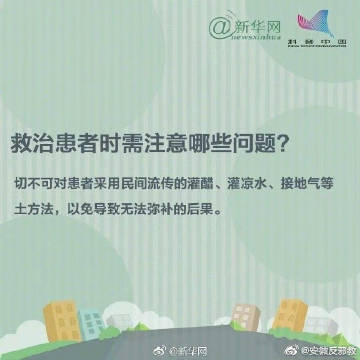 @新华网
newsxinhua
科普中国
救治患者时需注意哪些问题？
切不可对患者采用民间流传的灌醋、灌凉水、接地气等
土方法，以免导致无法弥补的后果。
@新华网
@安徽反邪教